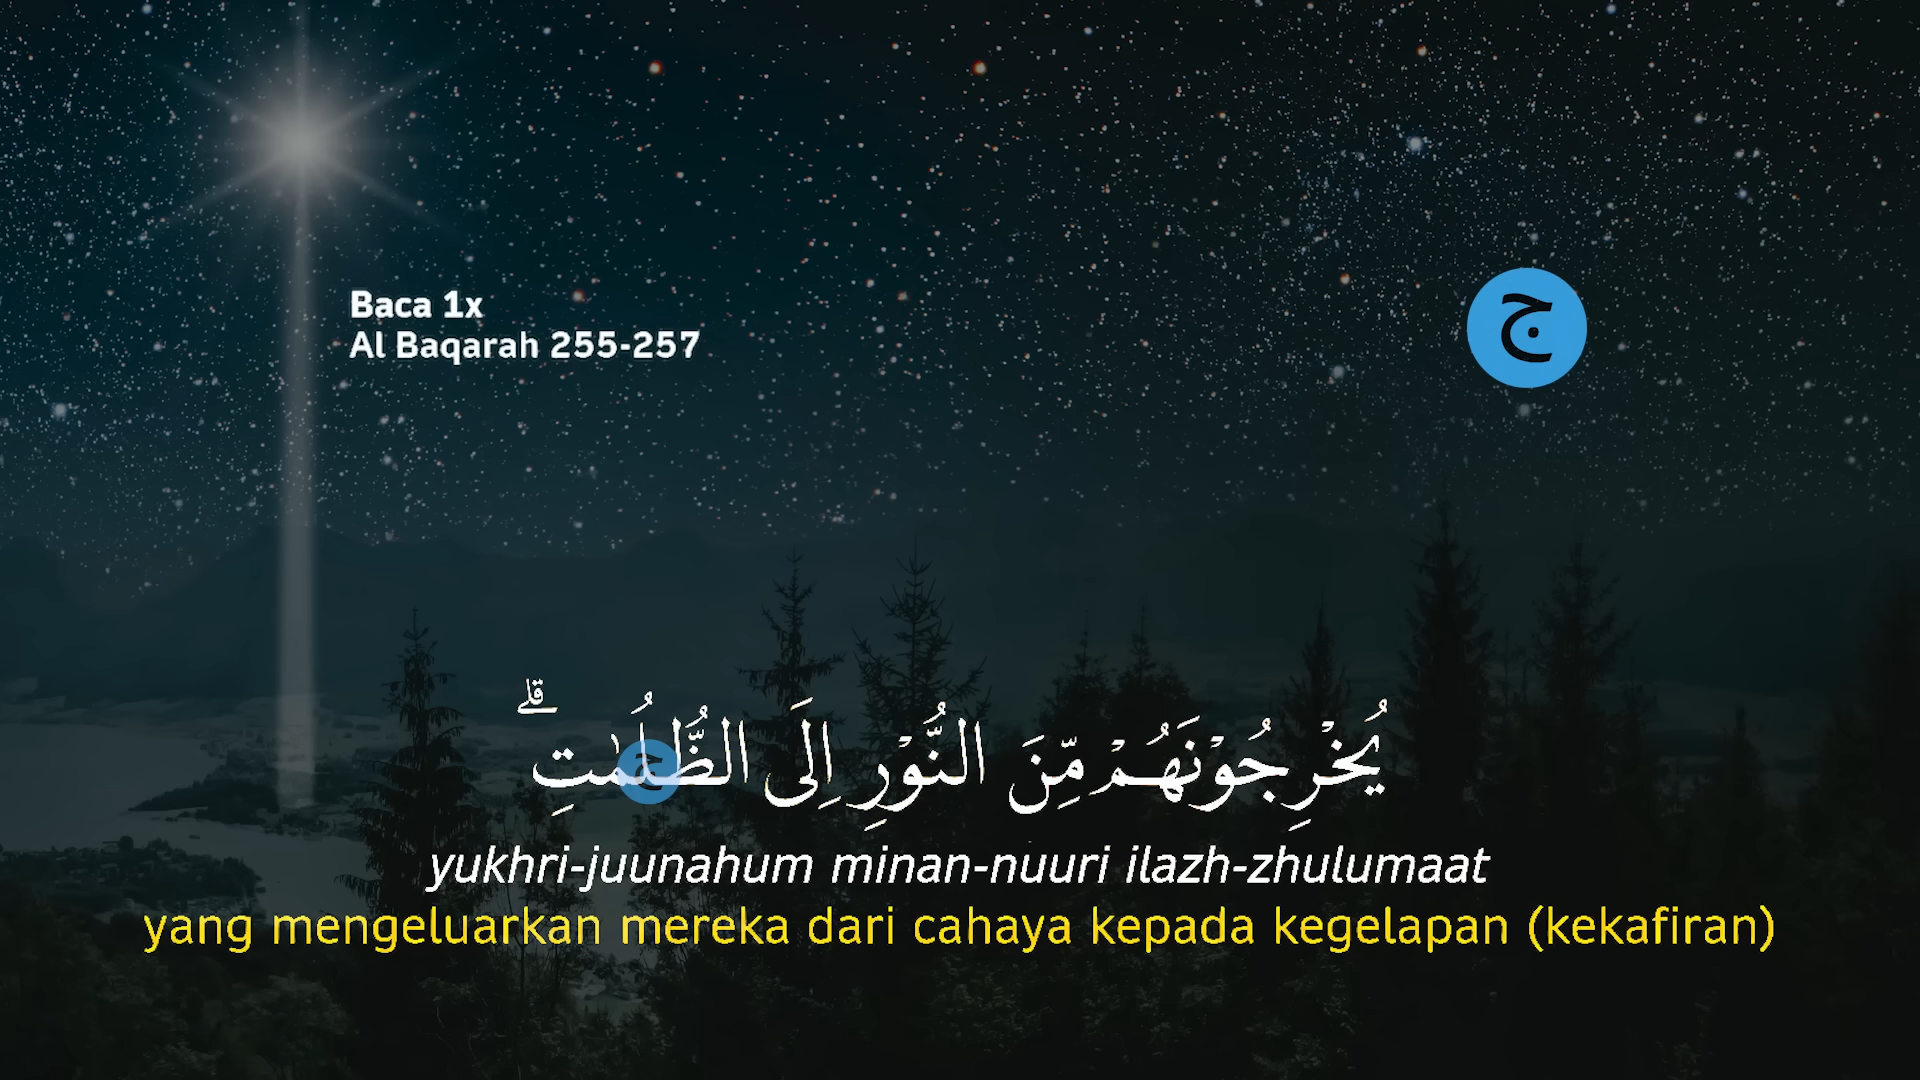 Baca 1x
Al Baqarah 255-257
ج
يُخْرِجُوْنَهُمْ مِّنَ النُّوْرِ اِلَى الظُّلُمٰتِۗ
ج
yukhri-juunahum minan-nuuri ilazh-zhulumaat
yang mengeluarkan mereka dari cahaya kepada kegelapan (kekafiran)